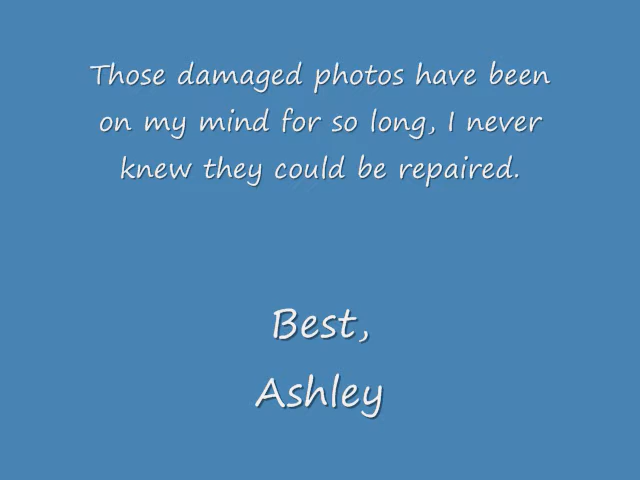 Those damaged photos have been
on my mind for so long, I never
knew they could be repaired.
Best,
Ashley